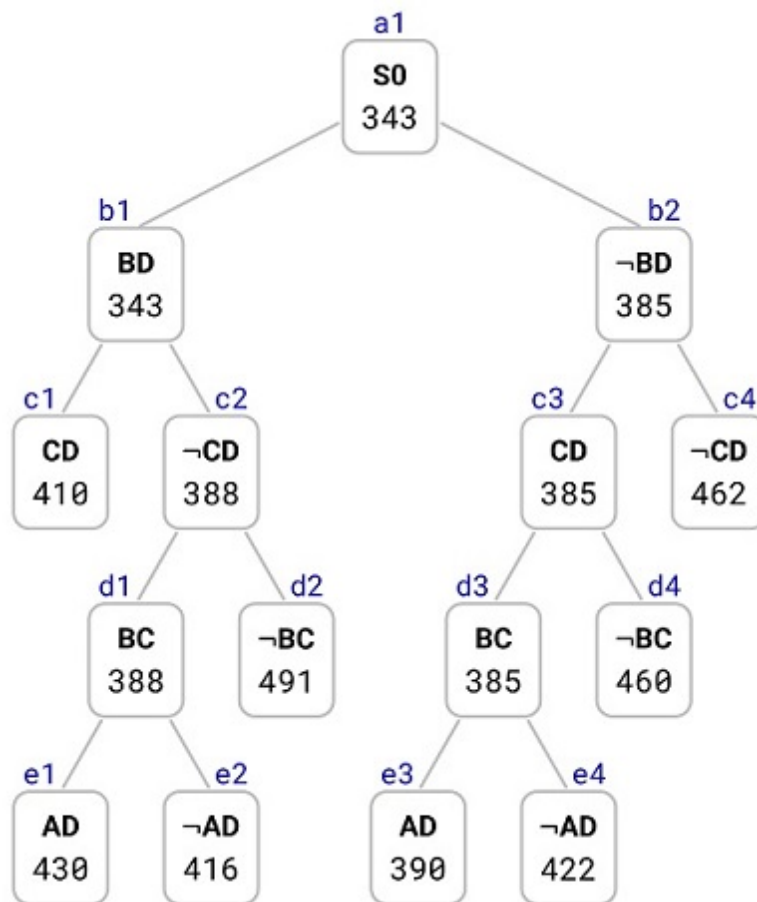 a1
S0
343
b1
b2
BD
¬BD
343
385
c1
c2
c3
c4
CD
¬CD
CD
¬CD
410
388
385
462
d1
d2
d3
d4
BC
¬BC
BC
¬BC
388
491
385
460
e1
e2
e3
e4
AD
¬AD
AD
¬AD
430
416
390
422